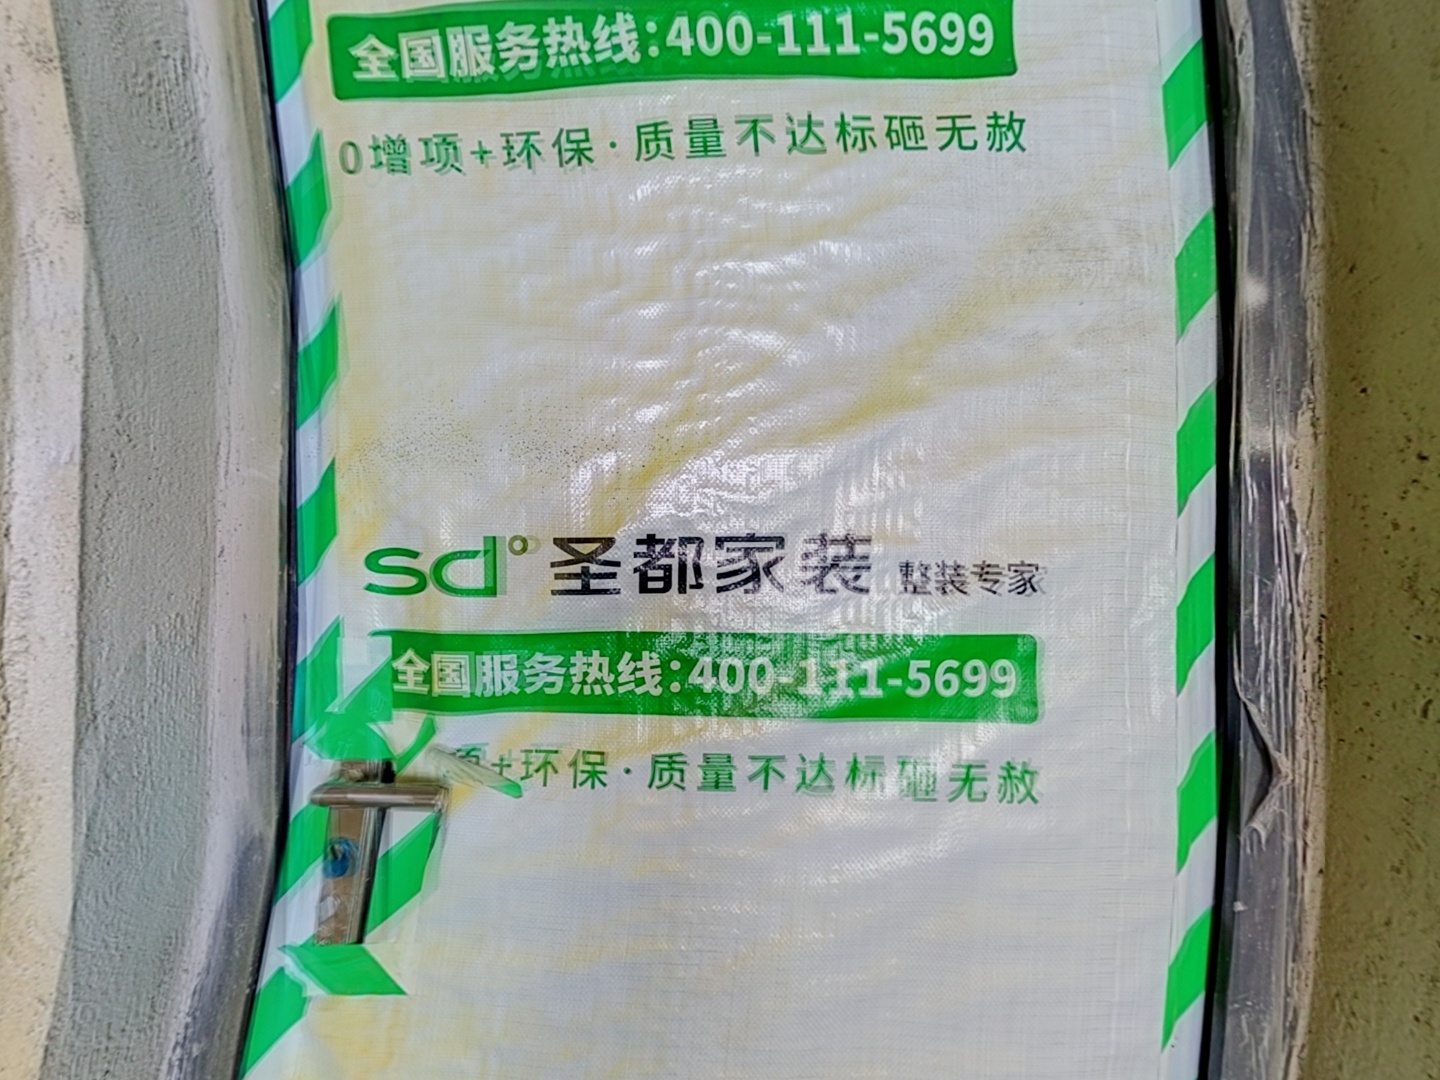 全国服务热线:400-111-5699
0增项+环保·质量不达标砸无赦
sd°圣都家装 整装专家
全国服务热线:400-111-5699
项+环保·质量不达标砸无赦